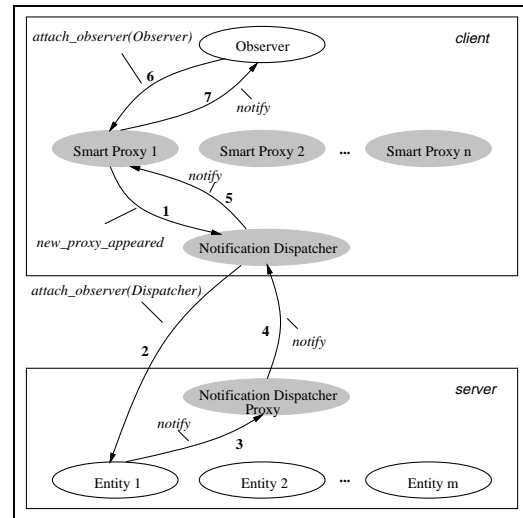 attach_observer(Observer)
client
Observer
6
7
notify
Smart Proxy 1
Smart Proxy 2
...
Smart Proxy n
notify
5
1
new_proxy_appeared
Notification Dispatcher
attach_observer(Dispatcher)
2
4
notify
server
Notification Dispatcher
Proxy
notify
3
Entity 1
Entity 2
...
Entity m